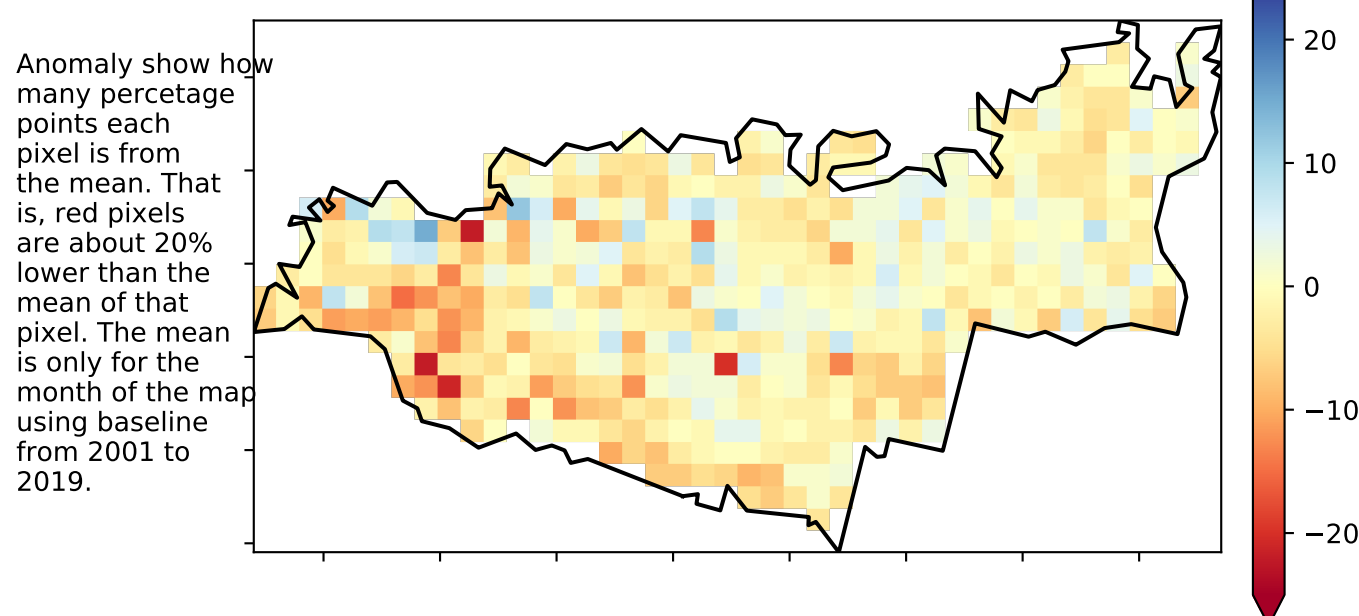 Anomaly show how
many percetage
points each
pixel is from
the mean. That
is, red pixels
are about 20%
lower than the
mean of that
pixel. The mean
is only for the
month of the map
using baseline
from 2001 to
2019.
20
10
0
−10
−20